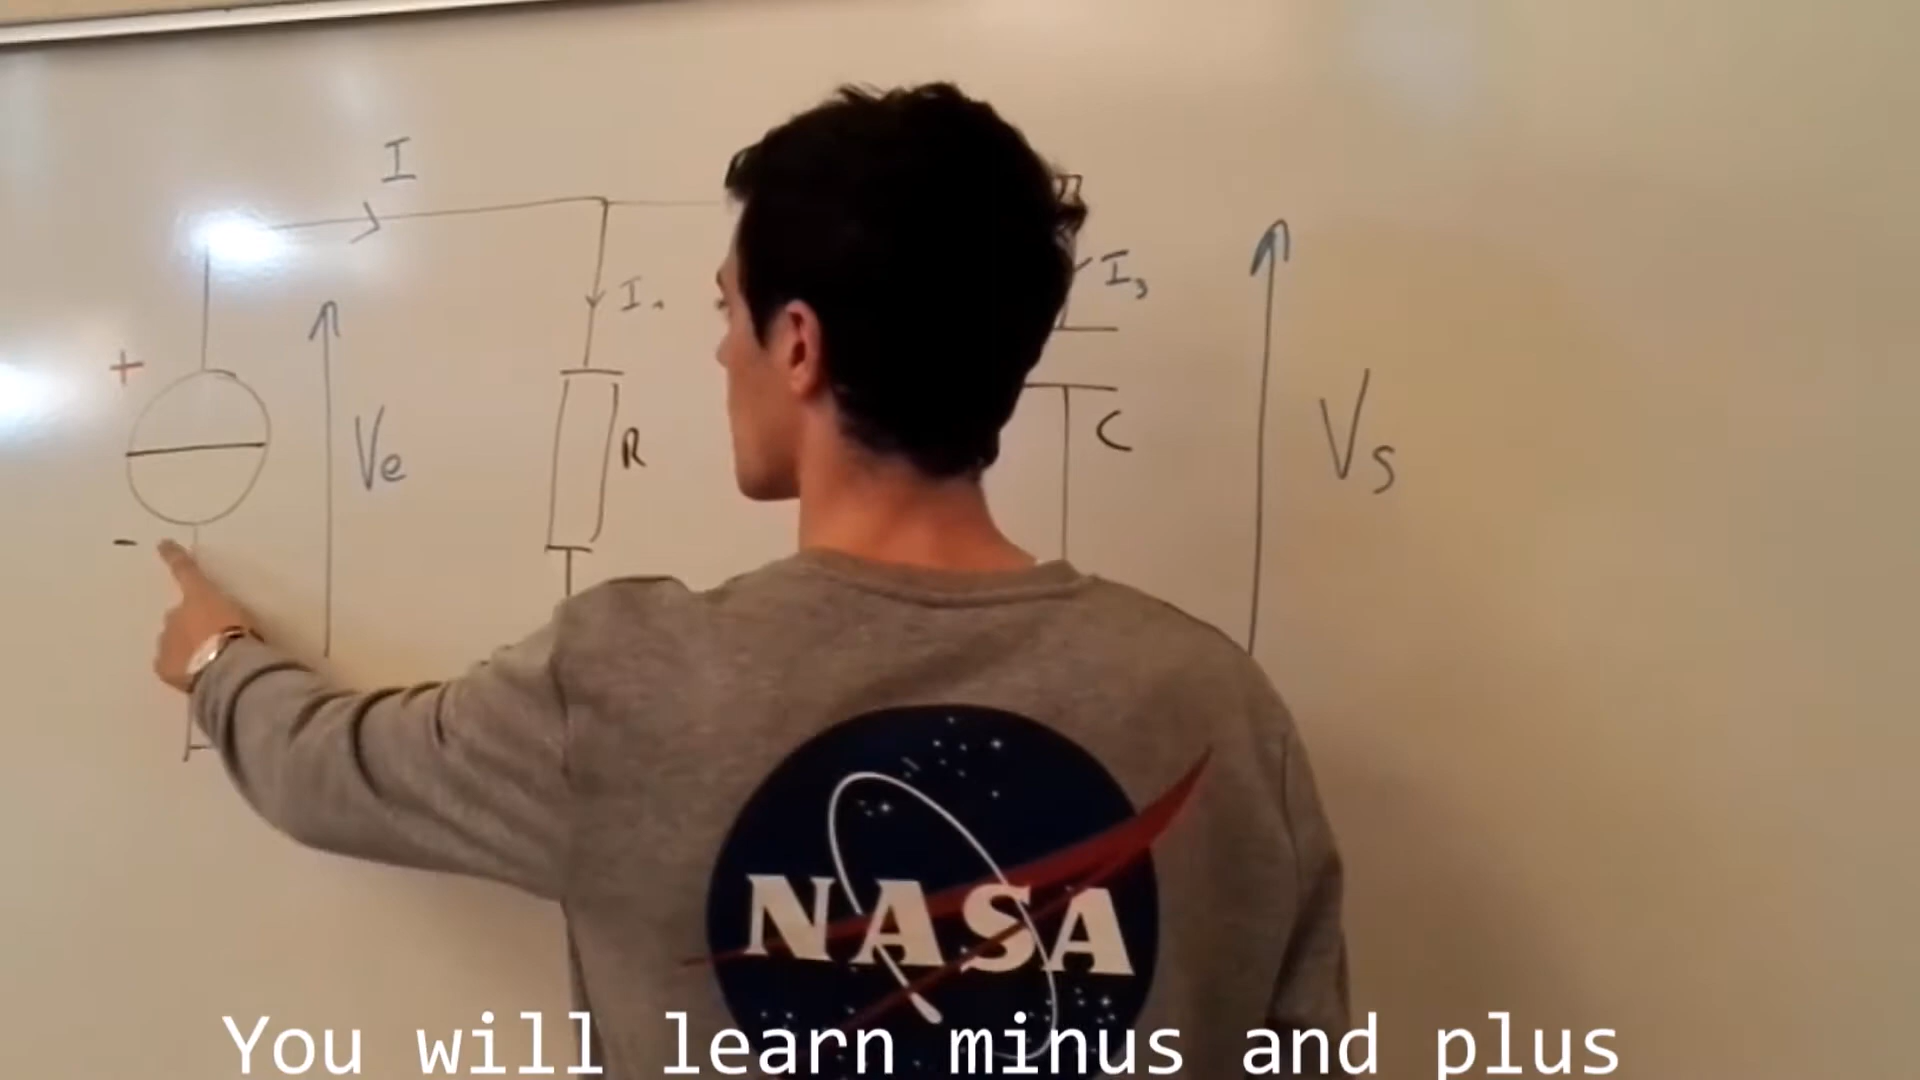 I
I₁
I₃
+
-
Ve
R
C
Vs
NASA
You will learn minus and plus